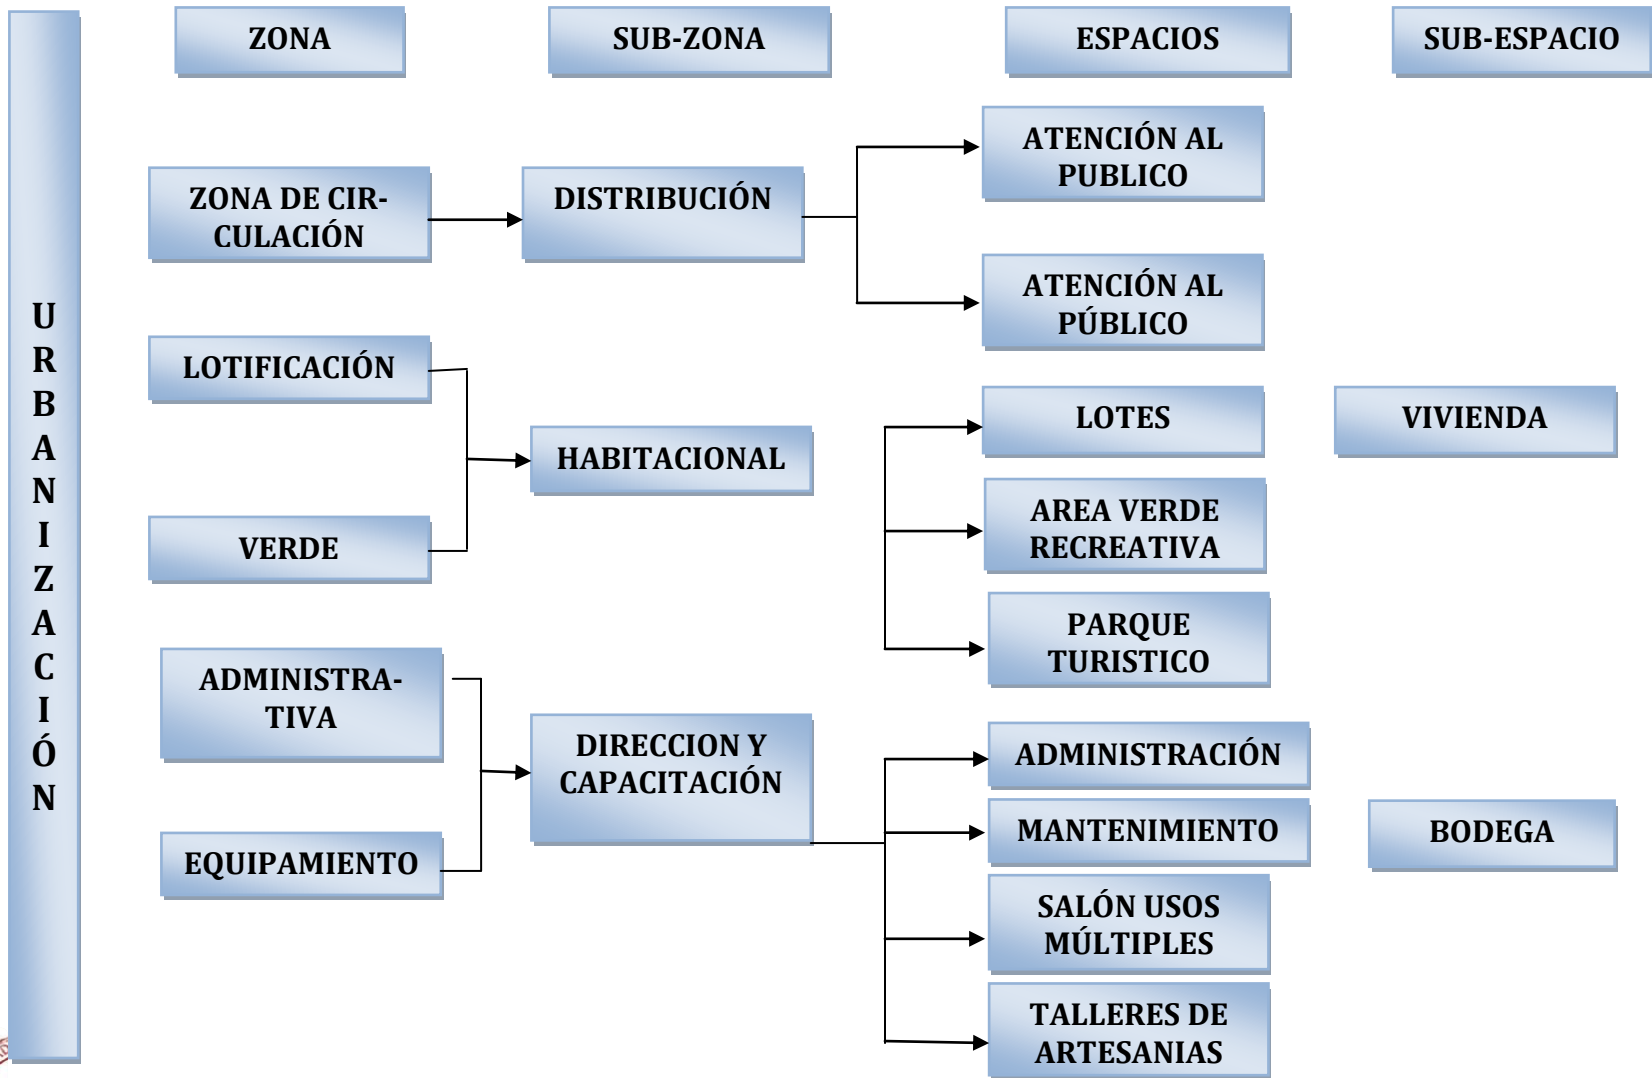 URBANIZACIÓN
ZONA
SUB-ZONA
ESPACIOS
SUB-ESPACIO
ZONA DE CIR-
CULACIÓN
DISTRIBUCIÓN
ATENCIÓN AL
PUBLICO
ATENCIÓN AL
PÚBLICO
LOTIFICACIÓN
VERDE
HABITACIONAL
LOTES
VIVIENDA
AREA VERDE
RECREATIVA
PARQUE
TURISTICO
ADMINISTRA-
TIVA
EQUIPAMIENTO
DIRECCION Y
CAPACITACIÓN
ADMINISTRACIÓN
MANTENIMIENTO
BODEGA
SALÓN USOS
MÚLTIPLES
TALLERES DE
ARTESANIAS